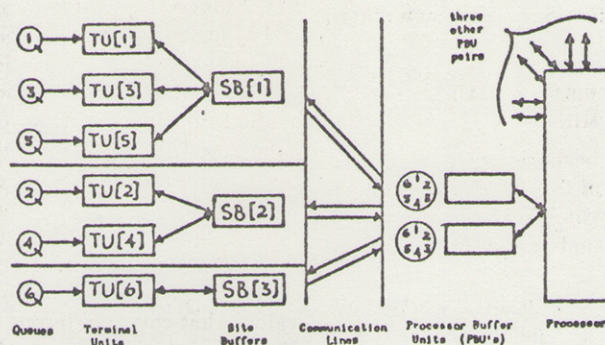 three
other
PBU
pairs
1
TU[1]
3
TU[3]
SB[1]
5
TU[5]
2
TU[2]
SB[2]
4
TU[4]
6
TU[6]
SB[3]
6 1 2
5 4 3
6 1 2
5 4 3
Queues
Terminal
Units
Site
Buffers
Communication
Lines
Processor Buffer
Units (PBU's)
Processor